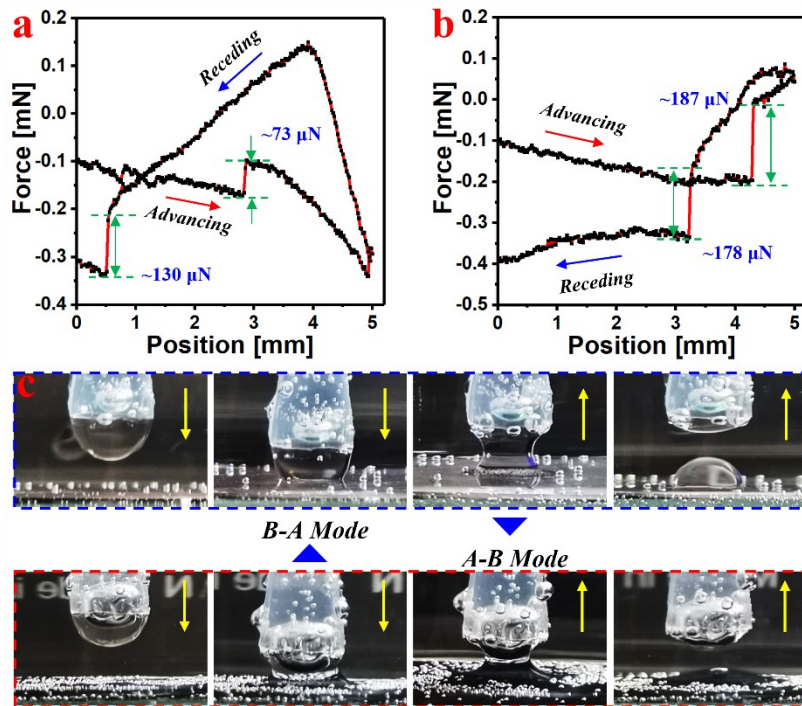 a
Force [mN]
0.2
0.1
0.0
-0.1
-0.2
-0.3
-0.4
Receding
~73 μN
Advancing
~130 μN
0 1 2 3 4 5
Position [mm]
b
Force [mN]
0.2
0.1
0.0
-0.1
-0.2
-0.3
-0.4
-0.5
~187 μN
Advancing
~178 μN
Receding
0 1 2 3 4 5
Position [mm]
c
B-A Mode
A-B Mode